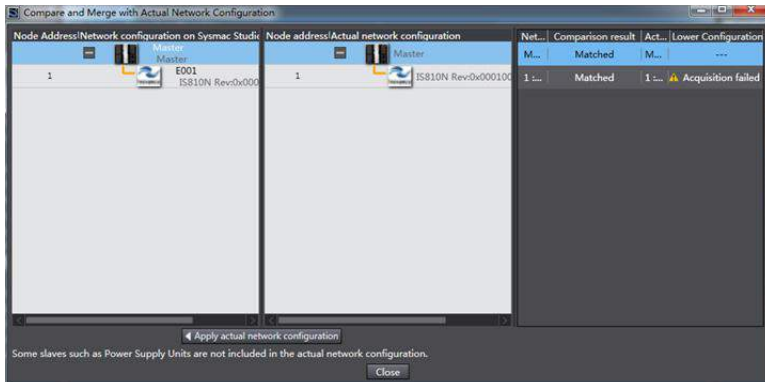 Compare and Merge with Actual Network Configuration
Node Address|Network configuration on Sysmac Studi
Node address|Actual network configuration
Net... Comparison result Act... Lower Configuration
Master
Master
Master
M... Matched M... ---
1
E001
IS810N Rev:0x000
1
IS810N Rev:0x000100
1 :... Matched 1 :... Acquisition failed
Apply actual network configuration
Some slaves such as Power Supply Units are not included in the actual network configuration.
Close